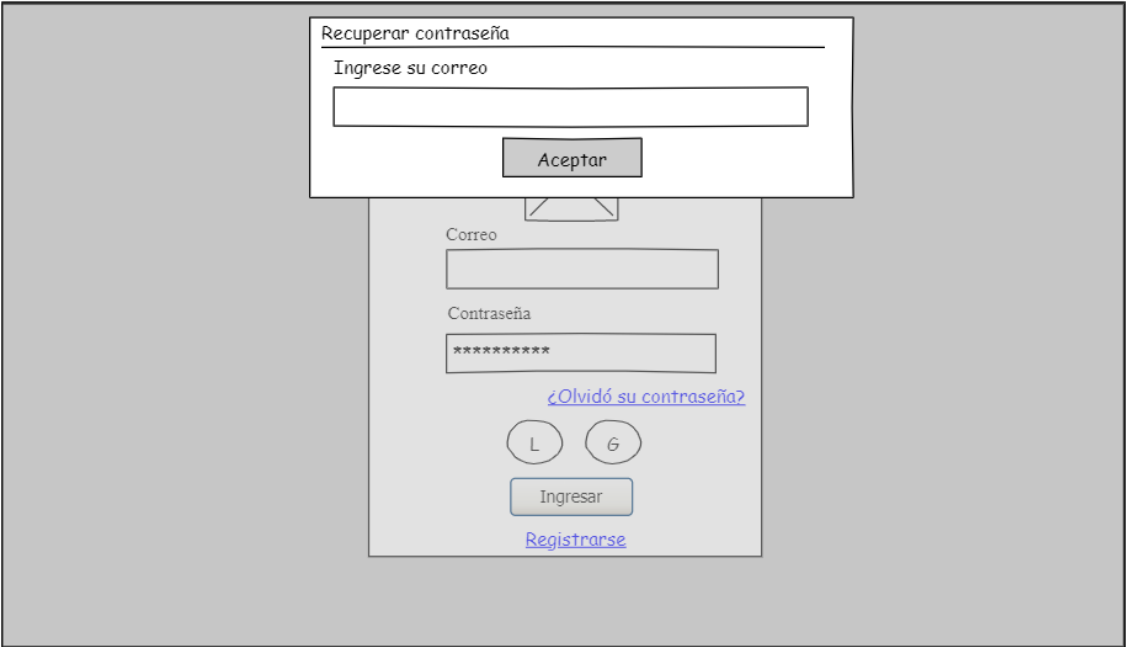 Recuperar contraseña
Ingrese su correo
Aceptar
Correo
Contraseña
**********
¿Olvidó su contraseña?
L G
Ingresar
Registrarse